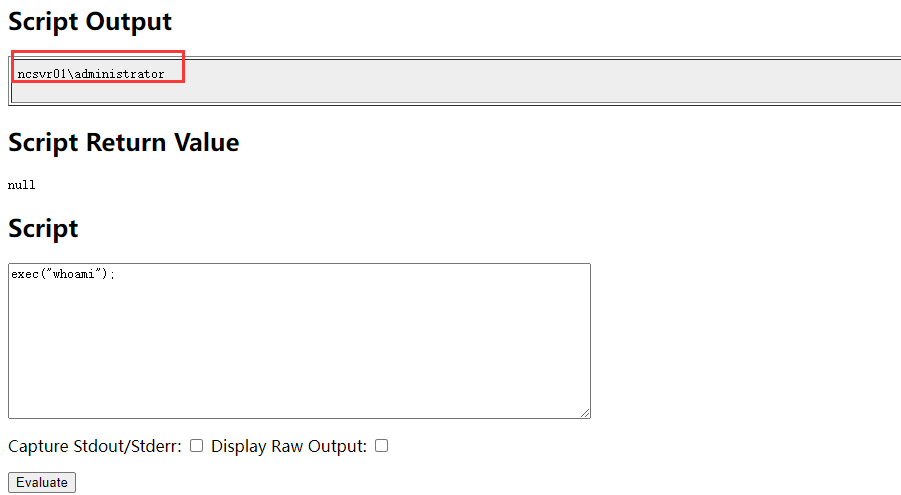 Script Output
ncsvr01\administrator
Script Return Value
null
Script
exec("whoami");
Capture Stdout/Stderr: Display Raw Output:
Evaluate